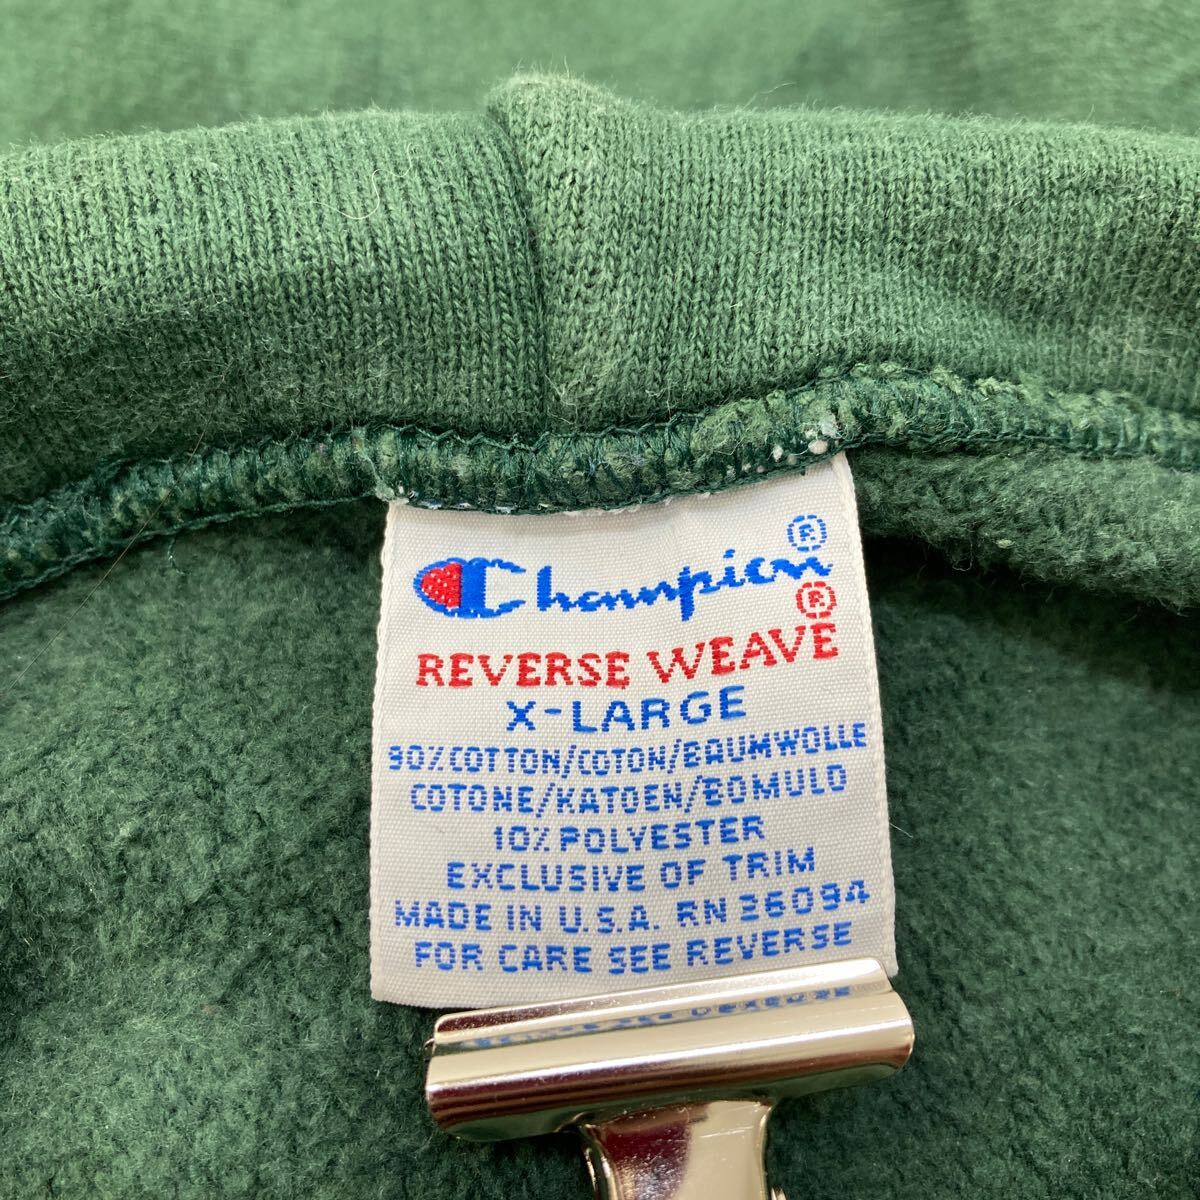 Champion®
REVERSE WEAVE®
X-LARGE
90% COTTON/COTON/BAUMWOLLE
COTONE/KATOEN/BOMULD
10% POLYESTER
EXCLUSIVE OF TRIM
MADE IN U.S.A. RN 26094
FOR CARE SEE REVERSE